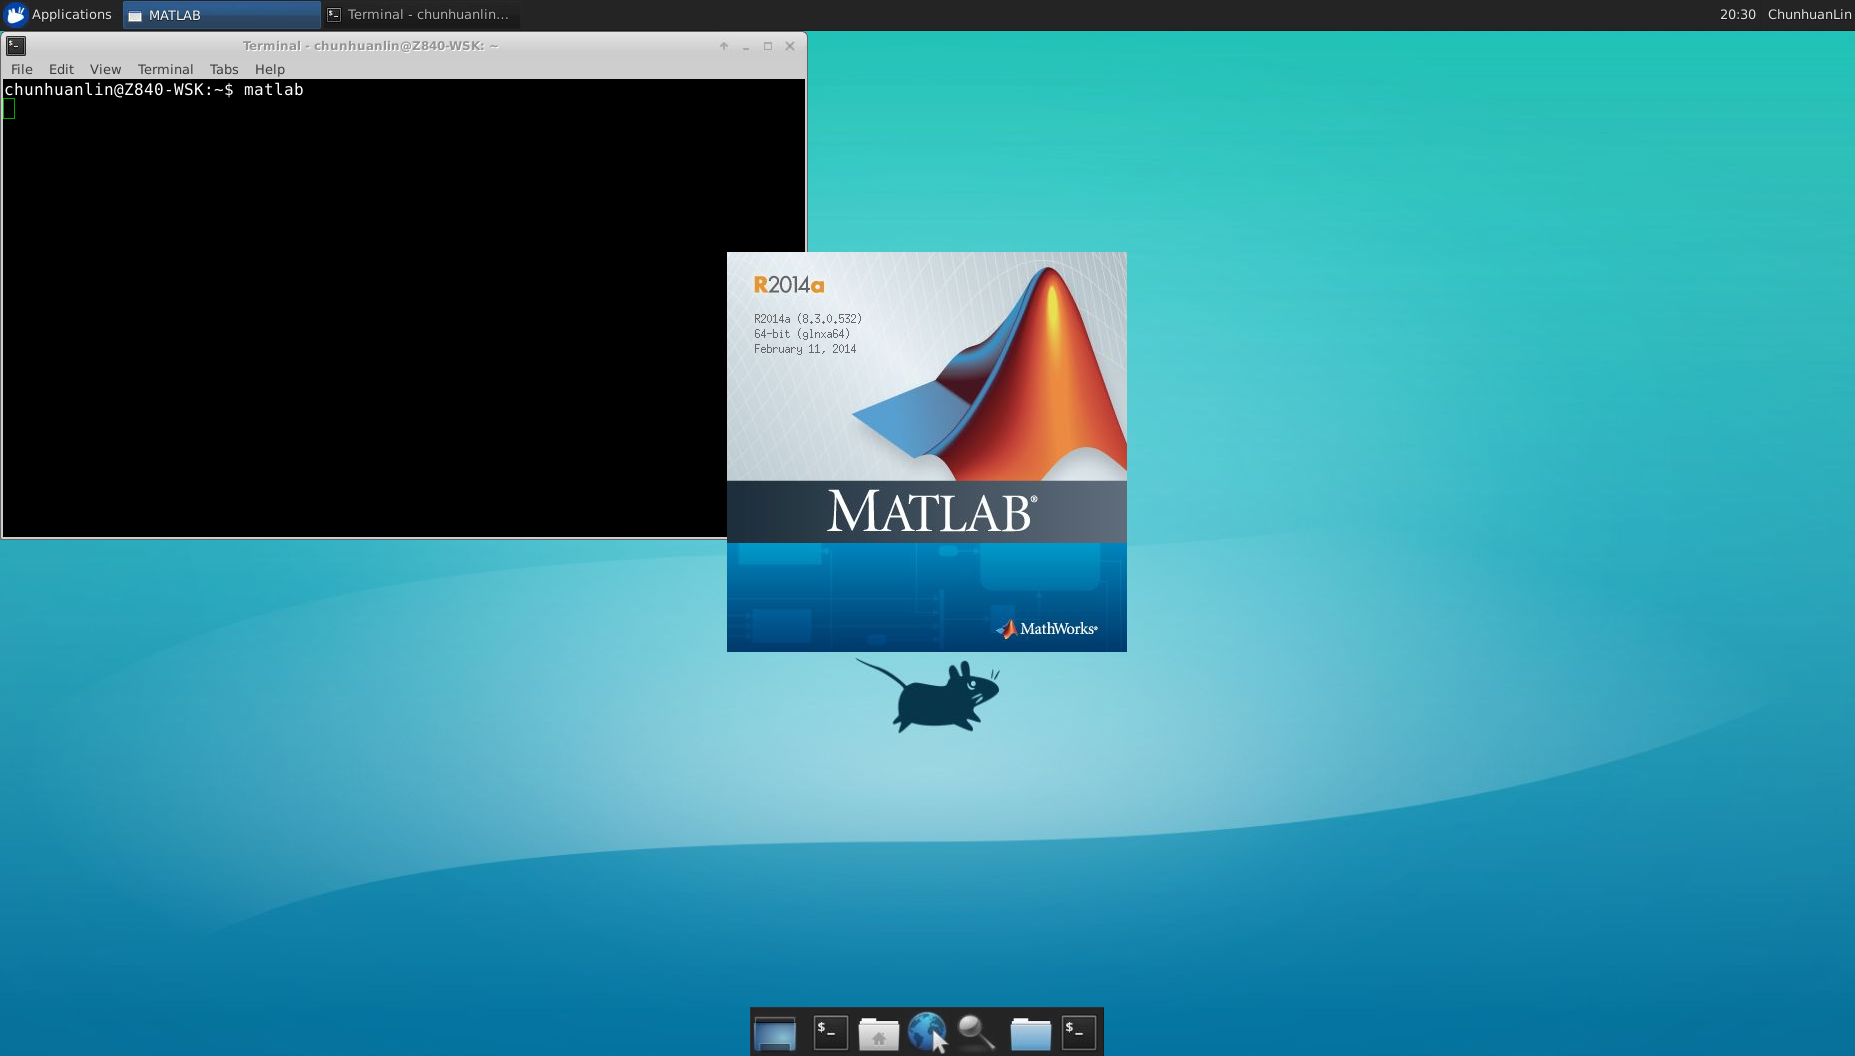 Applications
MATLAB
Terminal - chunhuanlin...
20:30
ChunhuanLin
Terminal - chunhuanlin@Z840-WSK: ~
File Edit View Terminal Tabs Help
chunhuanlin@Z840-WSK:~$ matlab
R2014a
R2014a (8.3.0.532)
64-bit (glnxa64)
February 11, 2014
MATLAB®
MathWorks®
$_
$_